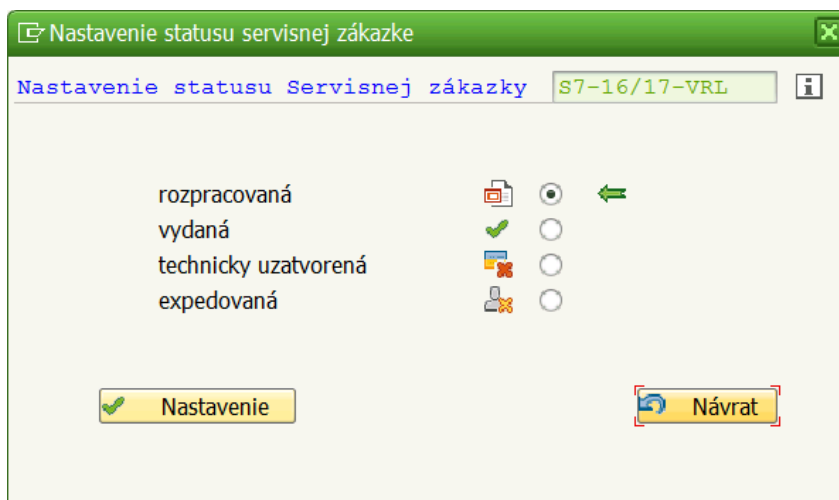 Nastavenie statusu servisnej zákazke
Nastavenie statusu Servisnej zákazky S7-16/17-VRL
rozpracovaná
vydaná
technicky uzatvorená
expedovaná
Nastavenie Návrat